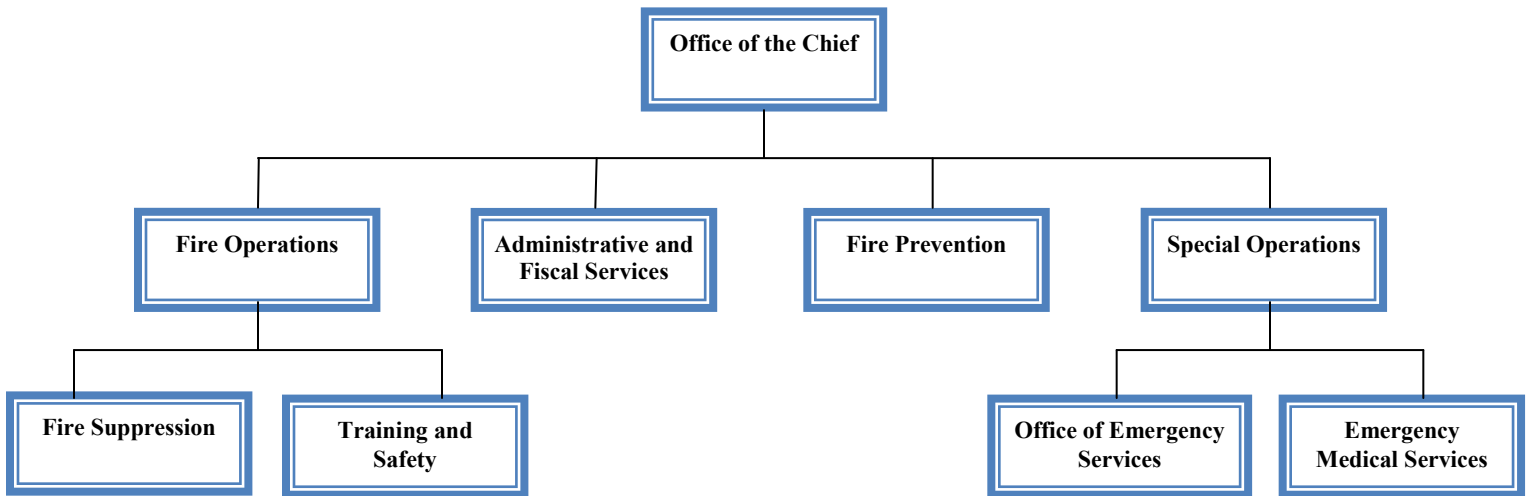 Office of the Chief
Fire Operations
Administrative and
Fiscal Services
Fire Prevention
Special Operations
Fire Suppression
Training and
Safety
Office of Emergency
Services
Emergency
Medical Services